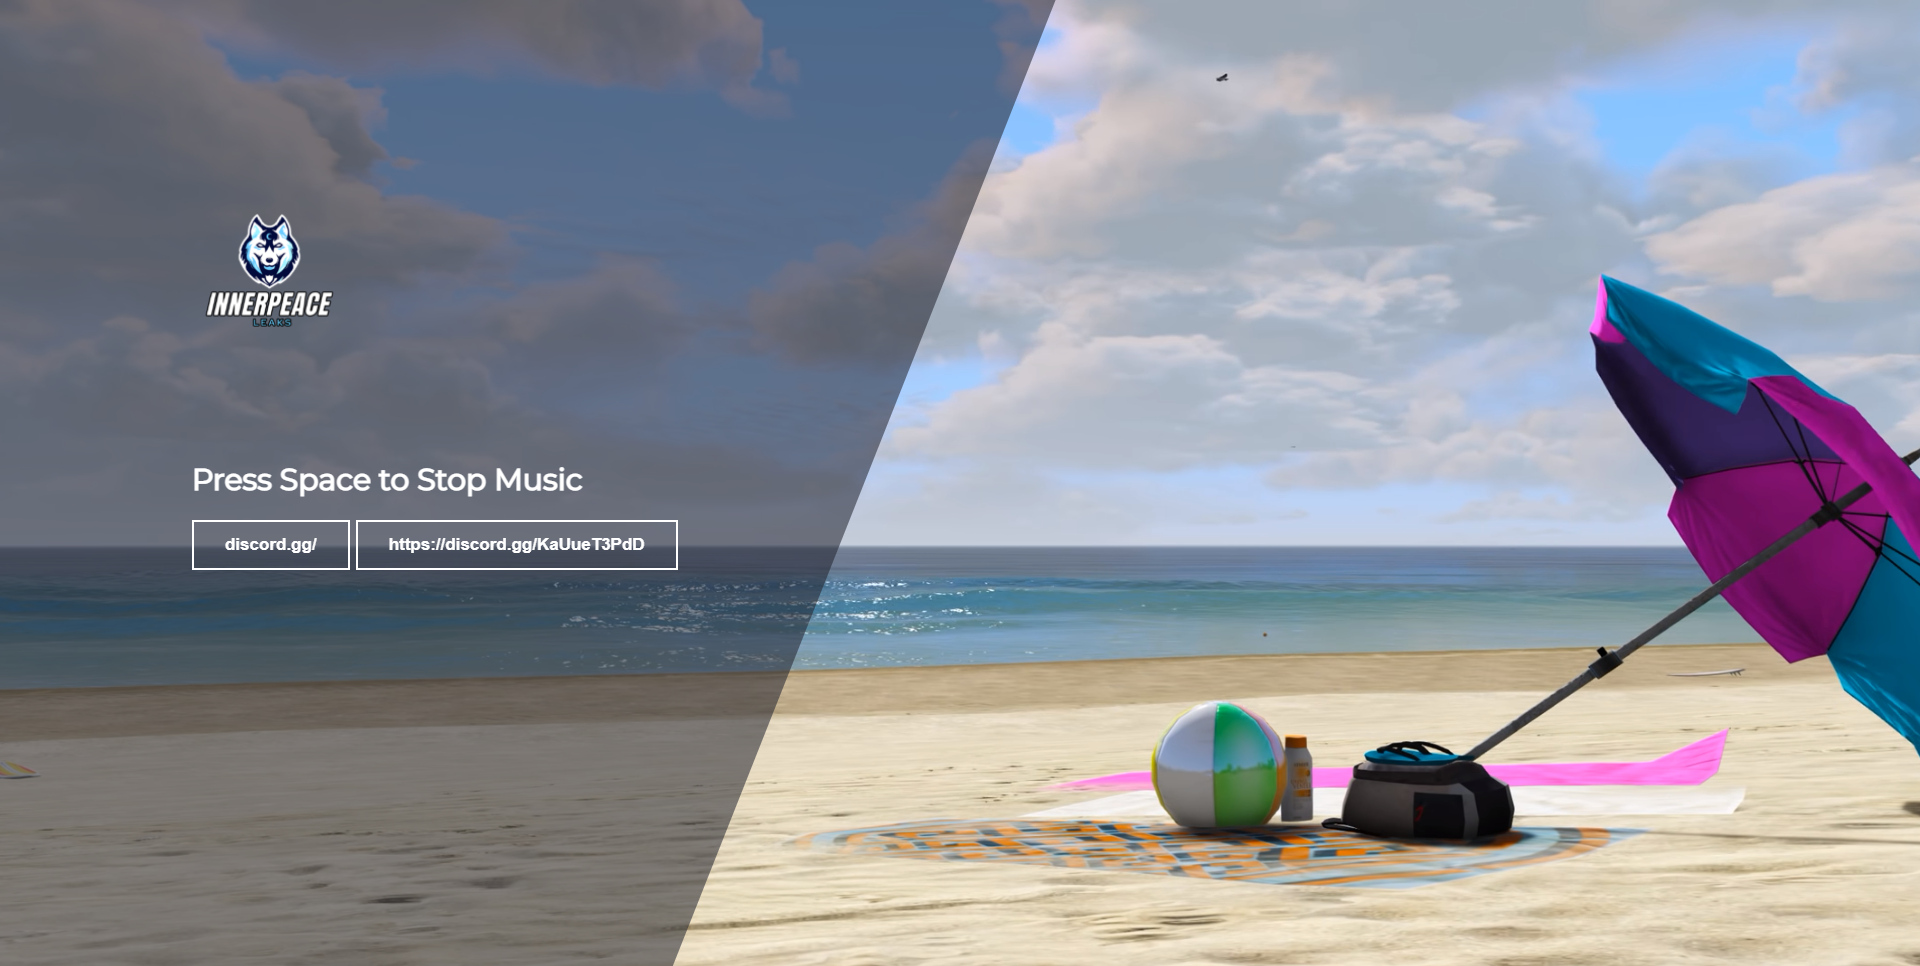 INNERPEACE
LEAKS
Press Space to Stop Music
discord.gg/
https://discord.gg/KaUueT3PdD